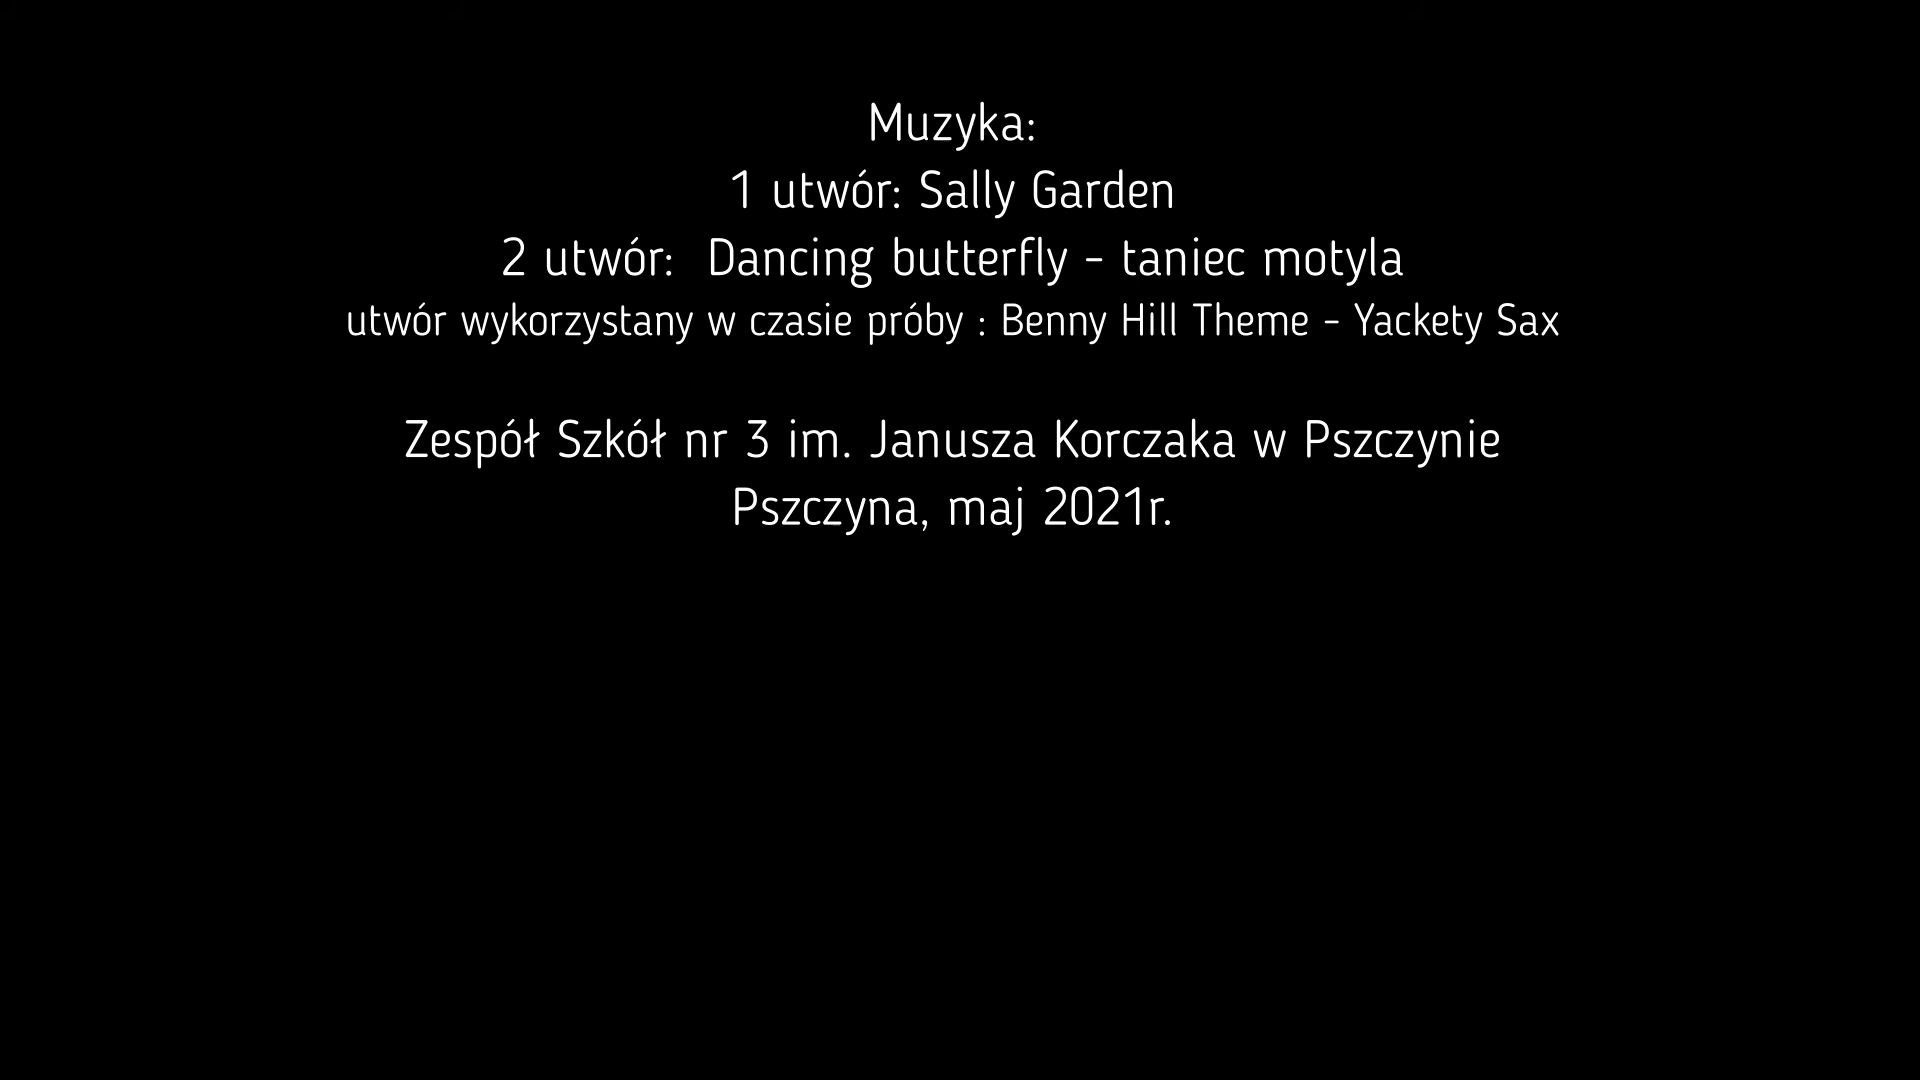 Muzyka:
1 utwór: Sally Garden
2 utwór:  Dancing butterfly - taniec motyla
utwór wykorzystany w czasie próby : Benny Hill Theme - Yackety Sax
Zespół Szkół nr 3 im. Janusza Korczaka w Pszczynie
Pszczyna, maj 2021r.